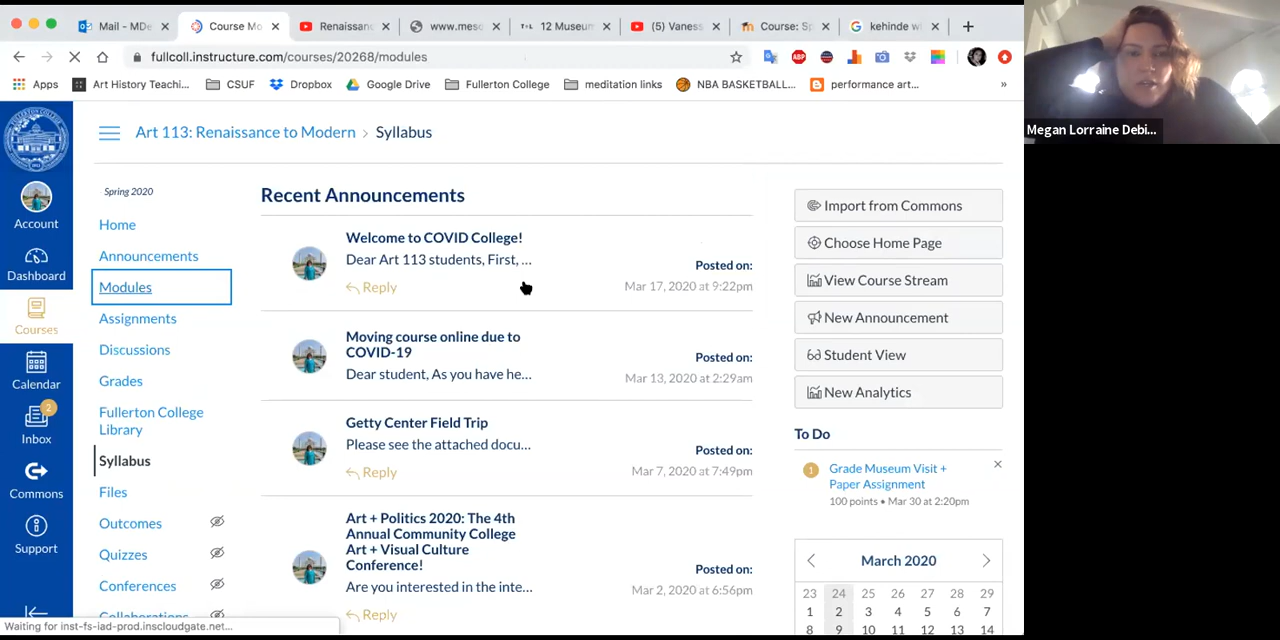 Mail - MDe
Course Mo
Renaissanc
www.meso
T+L
12 Museum
(5) Vaness
Course: Sp
kehinde wi
fullcoll.instructure.com/courses/20268/modules
ABP
Apps
Art History Teachi...
CSUF
Dropbox
Google Drive
Fullerton College
meditation links
NBA BASKETBALL...
performance art...
»
Megan Lorraine Debi...
Art 113: Renaissance to Modern › Syllabus
Account
Dashboard
Courses
Calendar
2
Inbox
Commons
Support
Spring 2020
Home
Announcements
Modules
Assignments
Discussions
Grades
Fullerton College
Library
Syllabus
Files
Outcomes
Quizzes
Conferences
Collaborations
Recent Announcements
Welcome to COVID College!
Dear Art 113 students, First, ...
Reply
Posted on:
Mar 17, 2020 at 9:22pm
Moving course online due to
COVID-19
Dear student, As you have he...
Posted on:
Mar 13, 2020 at 2:29am
Getty Center Field Trip
Please see the attached docu...
Reply
Posted on:
Mar 7, 2020 at 7:49pm
Art + Politics 2020: The 4th
Annual Community College
Art + Visual Culture
Conference!
Are you interested in the inte...
Reply
Posted on:
Mar 2, 2020 at 6:56pm
Import from Commons
Choose Home Page
View Course Stream
New Announcement
Student View
New Analytics
To Do
1
Grade Museum Visit +
Paper Assignment
100 points • Mar 30 at 2:20pm
March 2020
23 24 25 26 27 28 29
1 2 3 4 5 6 7
8 9 10 11 12 13 14
Waiting for inst-fs-iad-prod.inscloudgate.net...